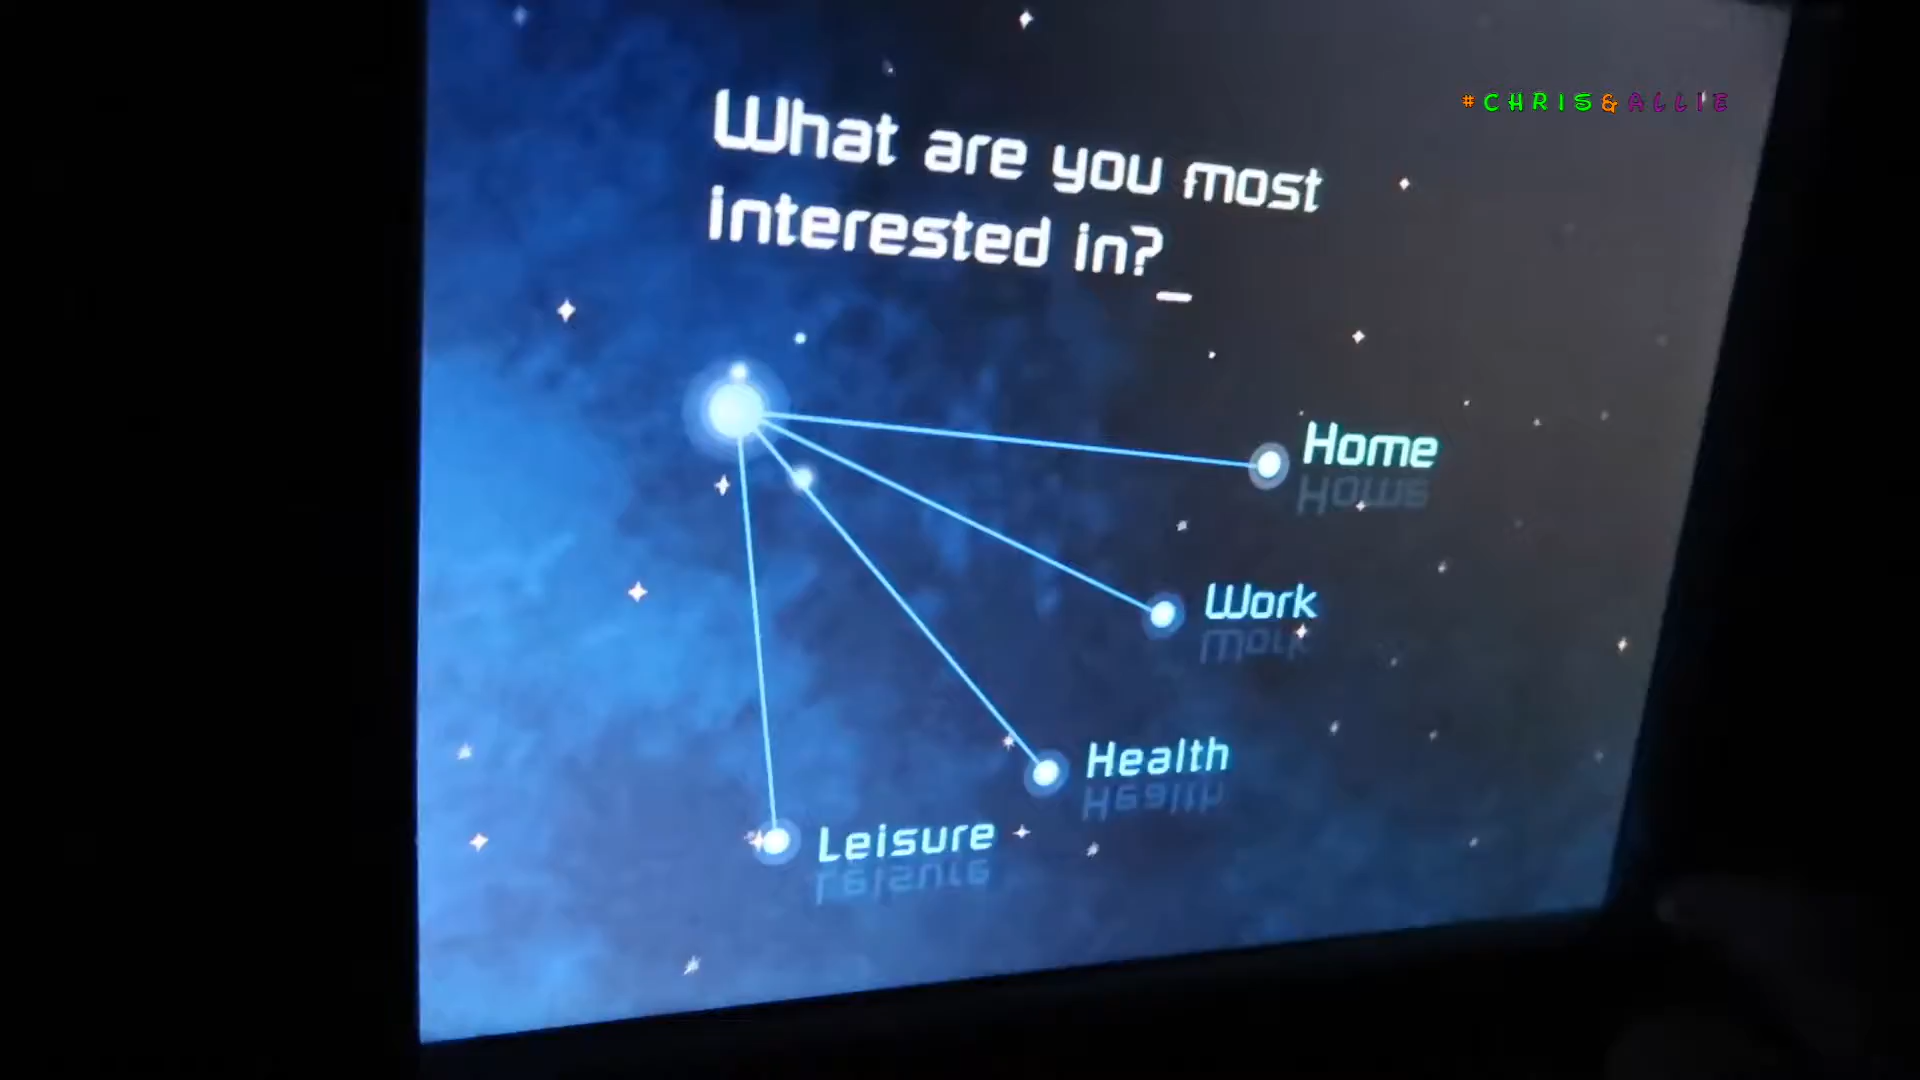 #CHRIS&ALLIE
What are you most
interested in?_
Home
Work
Health
Leisure